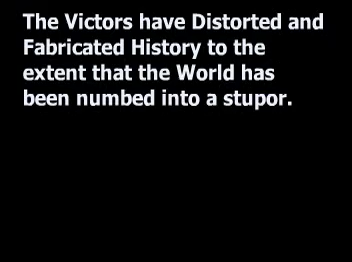 The Victors have Distorted and
Fabricated History to the
extent that the World has
been numbed into a stupor.